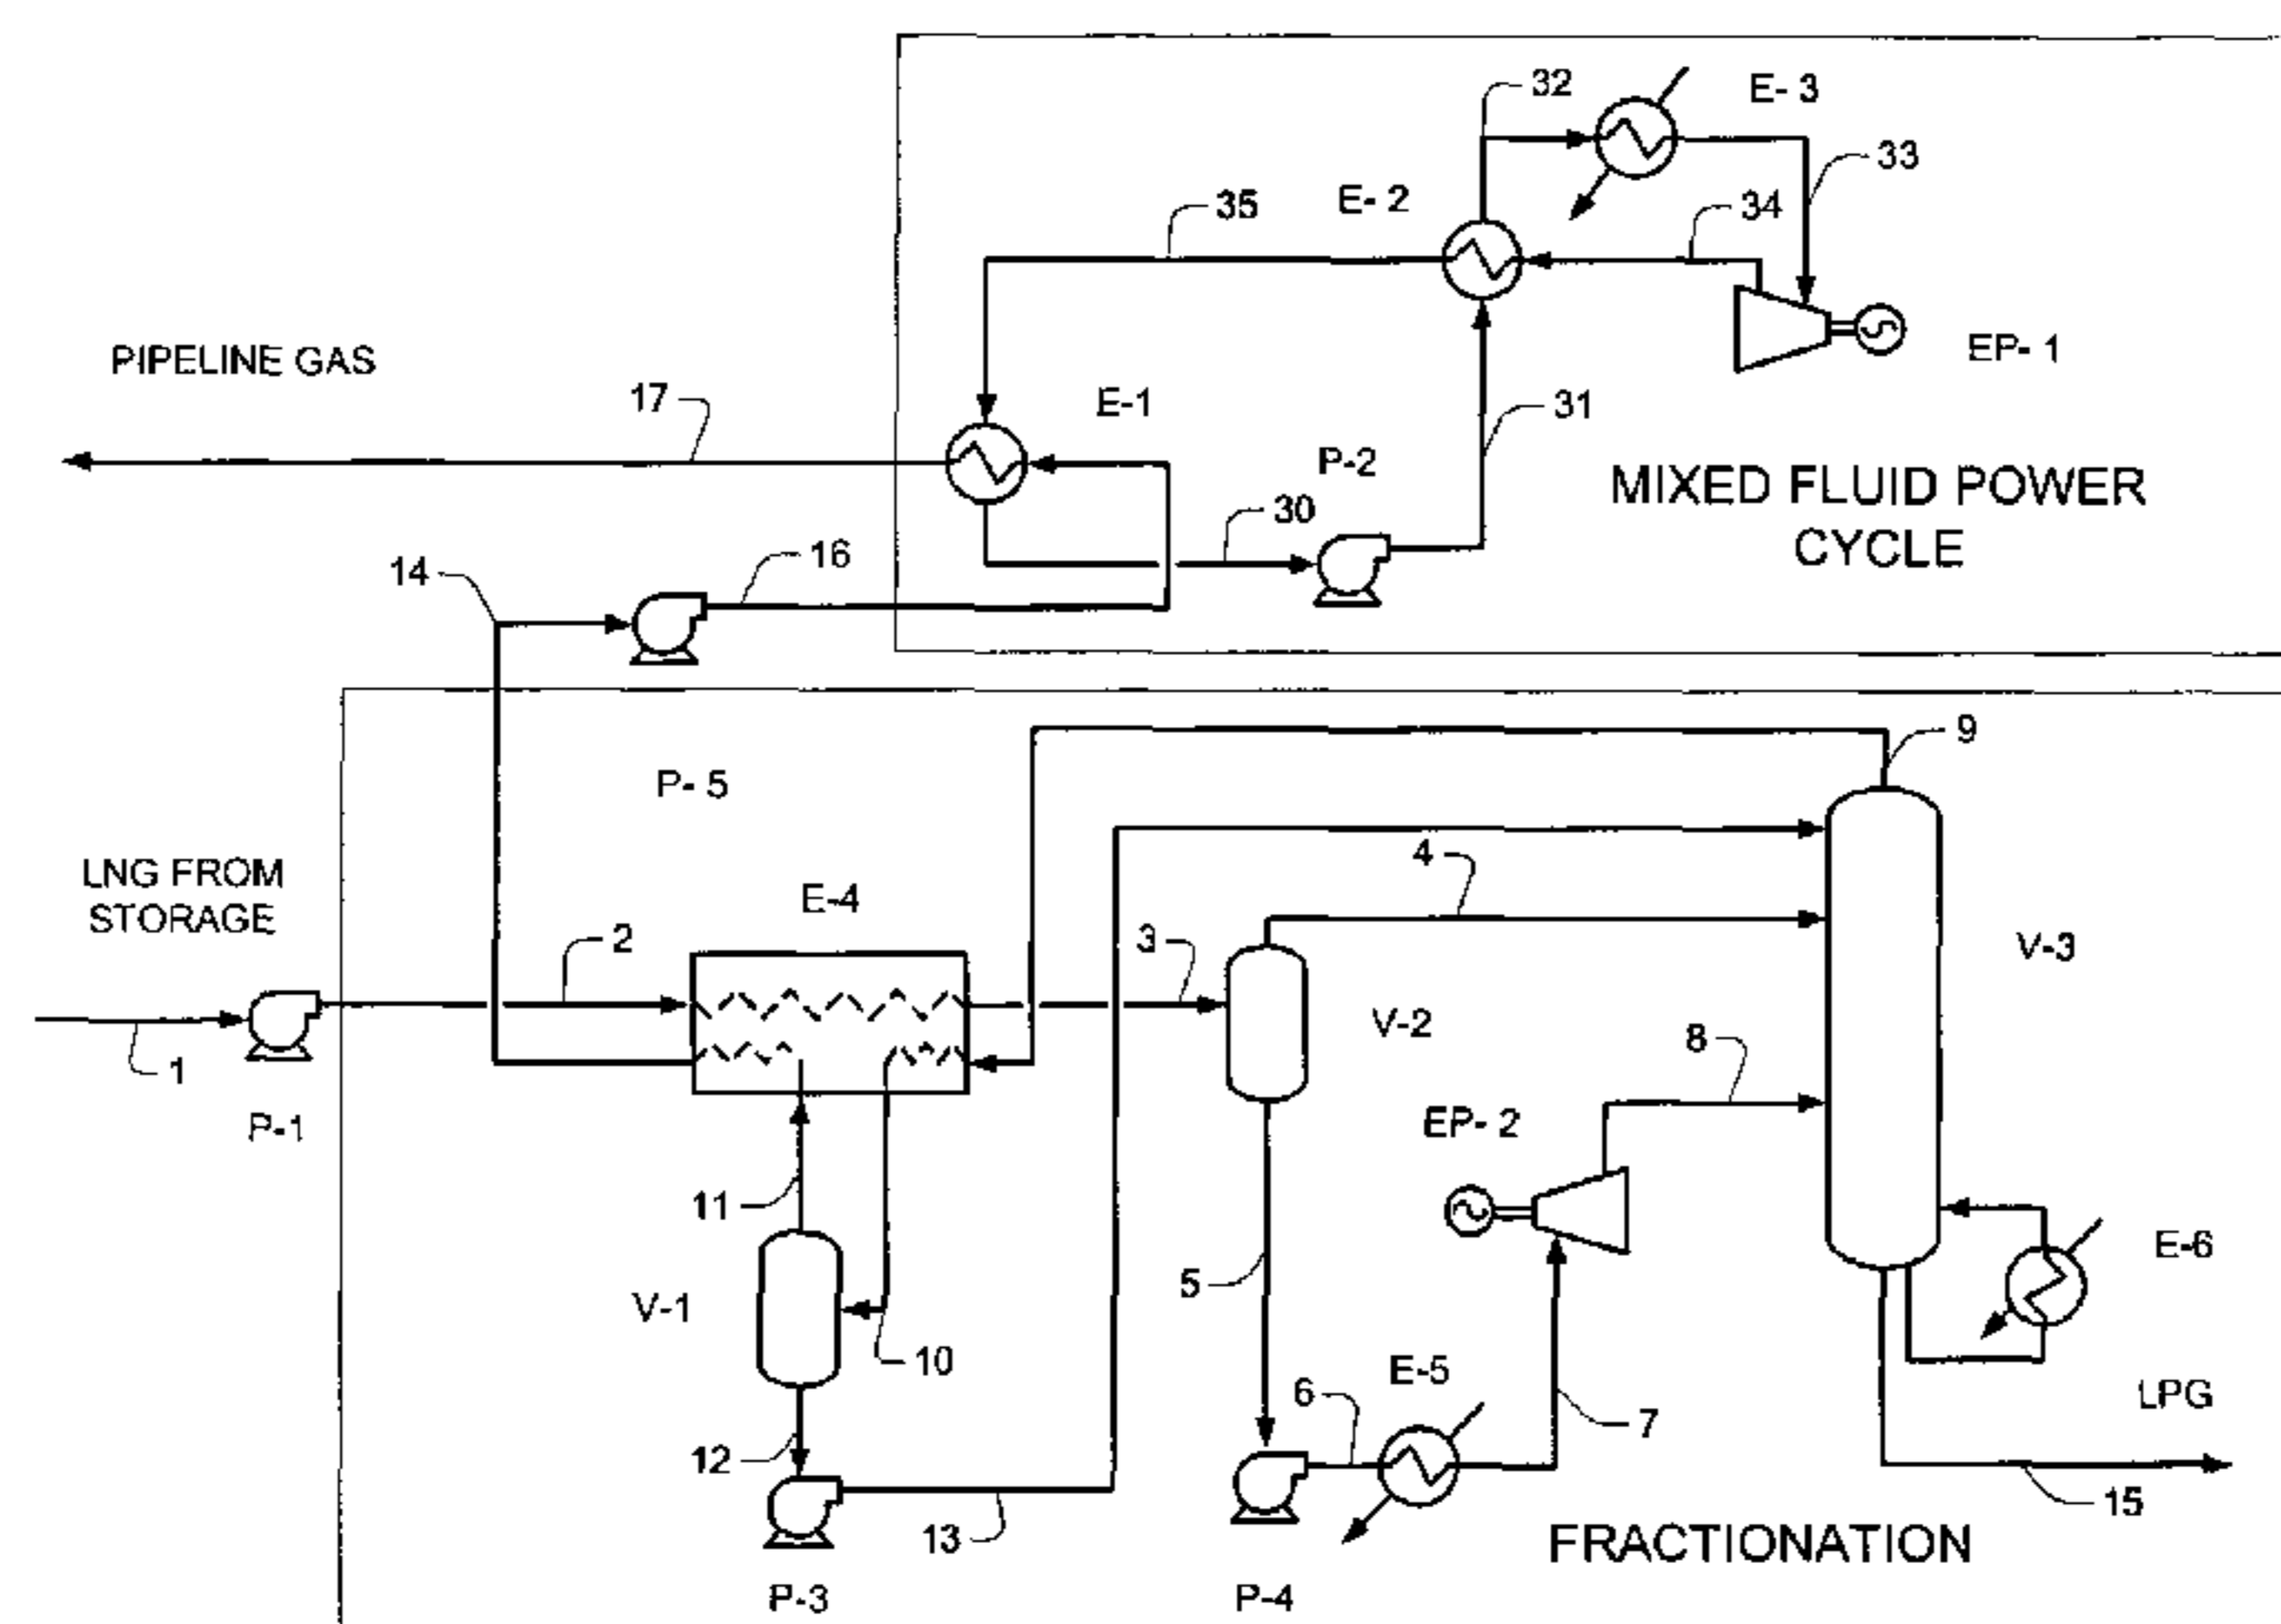 32
E- 3
33
35
E- 2
34
PIPELINE GAS
EP- 1
17
E-1
31
P-2
MIXED FLUID POWER
CYCLE
30
14
16
9
P- 5
4
LNG FROM
STORAGE
E-4
2
3
V-3
V-2
8
1
EP- 2
P-1
11
5
E-6
V-1
10
E-5
6
7
LPG
12
15
13
FRACTIONATION
P-3
P-4